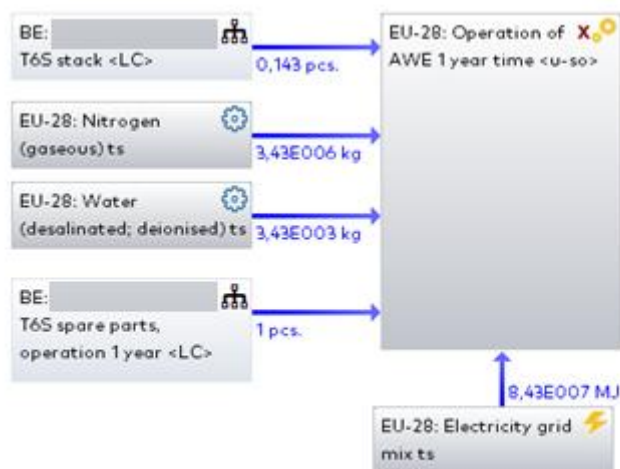 BE:
T6S stack <LC>
0,143 pcs.
EU-28: Nitrogen
(gaseous) ts
3,43E006 kg
EU-28: Water
(desalinated; deionised) ts
3,43E003 kg
BE:
T6S spare parts,
operation 1 year <LC>
1 pcs.
EU-28: Operation of
AWE 1 year time <u-so>
X
8,43E007 MJ
EU-28: Electricity grid
mix ts